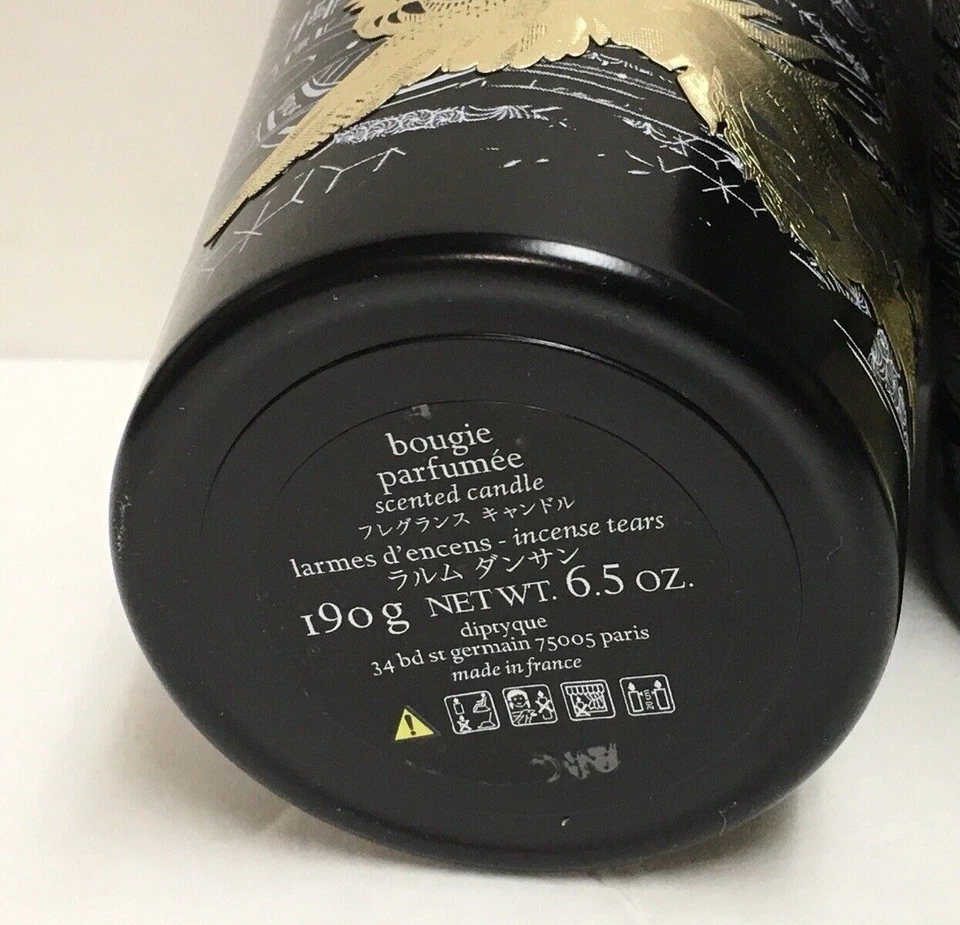 bougie
parfumée
scented candle
フレグランス キャンドル
larmes d'encens - incense tears
ラルム ダンサン
190 g NET WT. 6.5 OZ.
diptyque
34 bd st germain 75005 paris
made in france